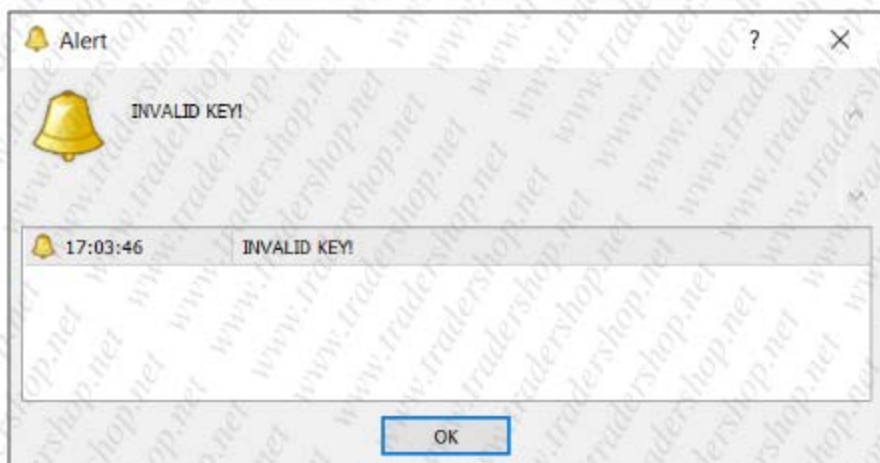 Alert
?
INVALID KEY!
17:03:46 INVALID KEY!
OK
www.tradershop.net